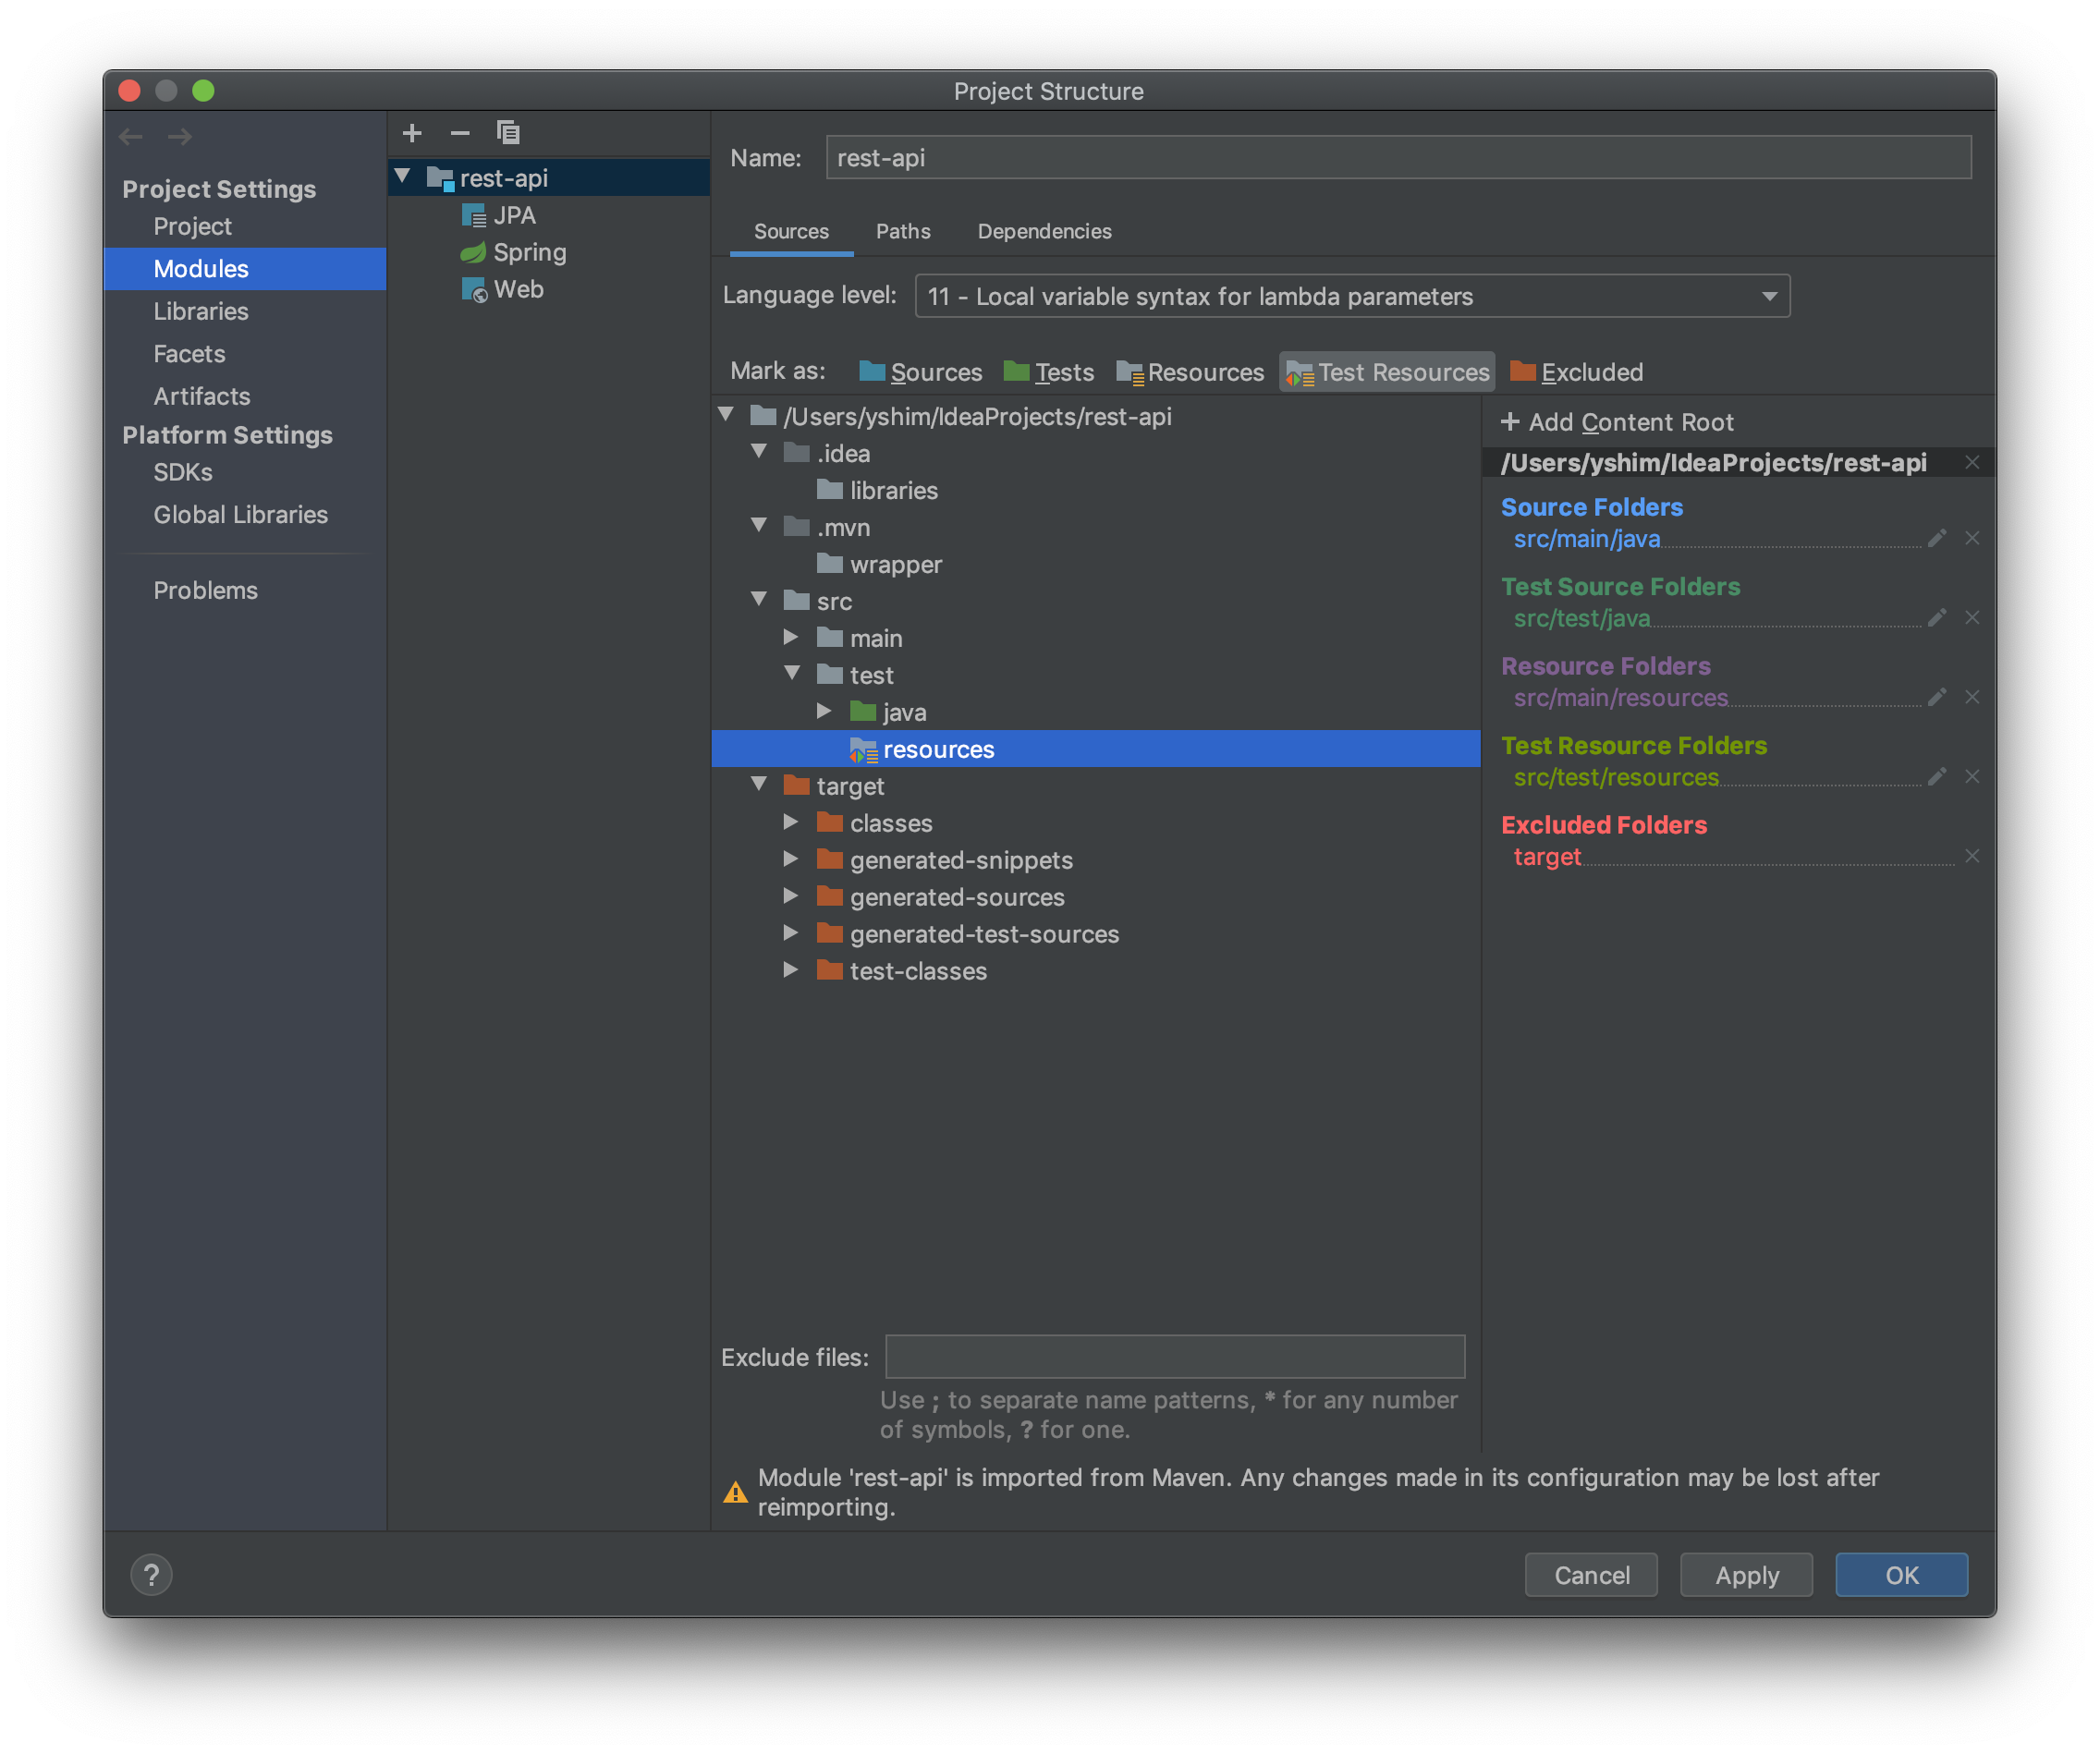 Project Structure
Project Settings
Project
Modules
Libraries
Facets
Artifacts
Platform Settings
SDKs
Global Libraries
Problems
rest-api
JPA
Spring
Web
Name: rest-api
Sources Paths Dependencies
Language level: 11 - Local variable syntax for lambda parameters
Mark as: Sources Tests Resources Test Resources Excluded
/Users/yshim/IdeaProjects/rest-api
.idea
libraries
.mvn
wrapper
src
main
test
java
resources
target
classes
generated-snippets
generated-sources
generated-test-sources
test-classes
+ Add Content Root
/Users/yshim/IdeaProjects/rest-api
Source Folders
src/main/java
Test Source Folders
src/test/java
Resource Folders
src/main/resources
Test Resource Folders
src/test/resources
Excluded Folders
target
Exclude files:
Use ; to separate name patterns, * for any number
of symbols, ? for one.
Module 'rest-api' is imported from Maven. Any changes made in its configuration may be lost after
reimporting.
? Cancel Apply OK